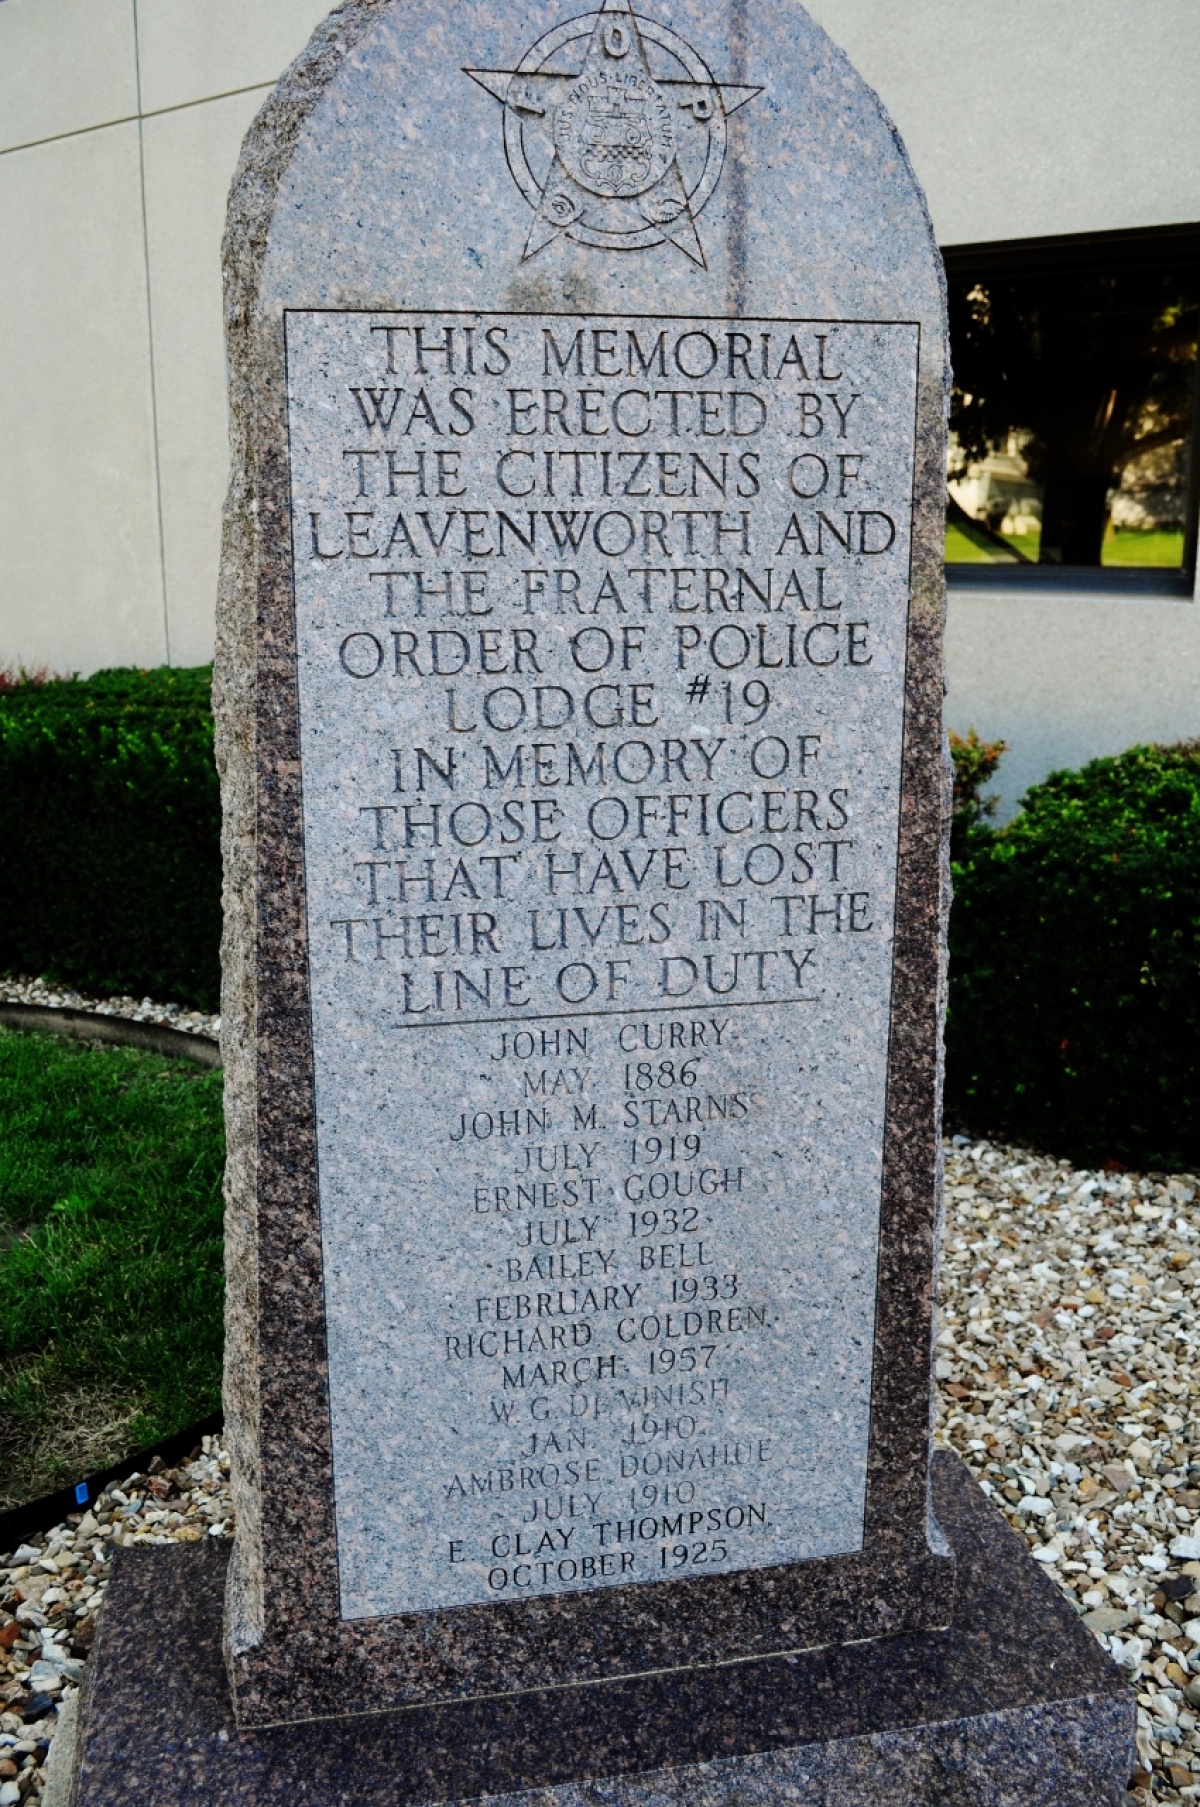 F O P
JUS·FIDUS·LIBERTATUM
THIS MEMORIAL
WAS ERECTED BY
THE CITIZENS OF
LEAVENWORTH AND
THE FRATERNAL
ORDER OF POLICE
LODGE #19
IN MEMORY OF
THOSE OFFICERS
THAT HAVE LOST
THEIR LIVES IN THE
LINE OF DUTY
JOHN CURRY
MAY 1886
JOHN M. STARNS
JULY 1919
ERNEST GOUGH
JULY 1932
BAILEY BELL
FEBRUARY 1933
RICHARD COLDREN
MARCH 1957
W. G. DE VINISH
JAN. 1910
AMBROSE DONAHUE
JULY 1910
E CLAY THOMPSON
OCTOBER 1925